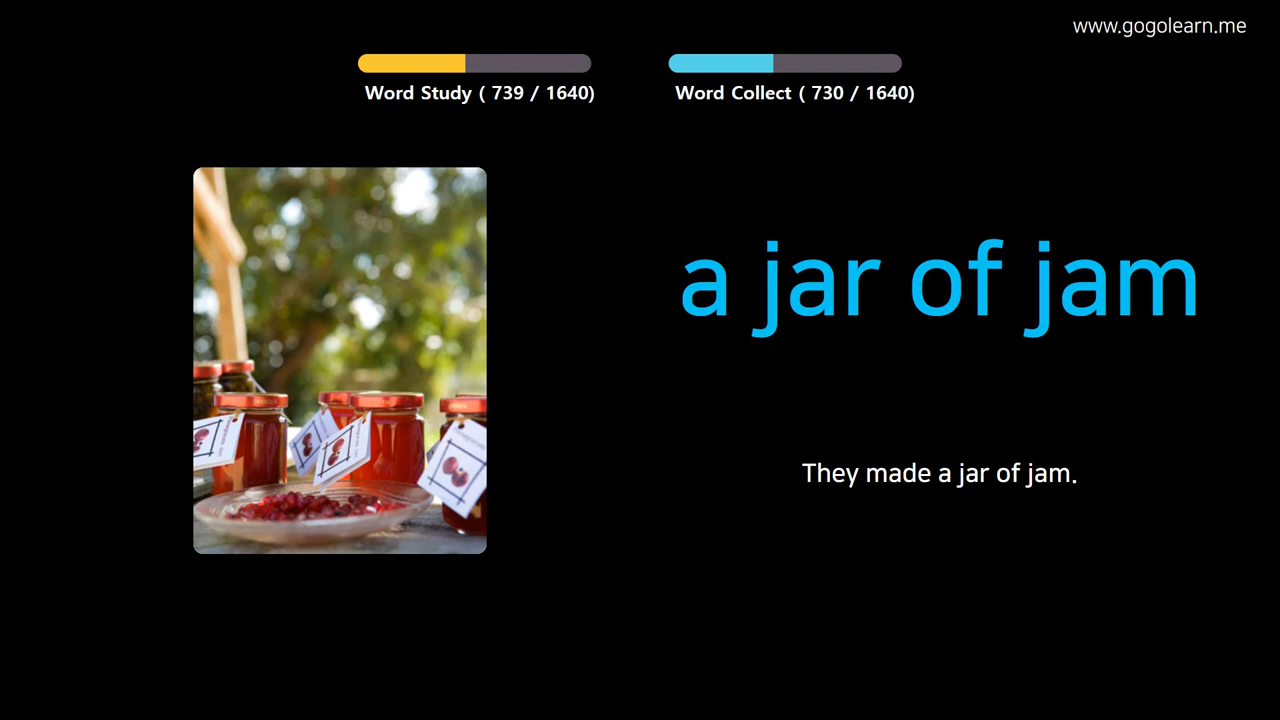 www.gogolearn.me
Word Study ( 739 / 1640)
Word Collect ( 730 / 1640)
a jar of jam
They made a jar of jam.